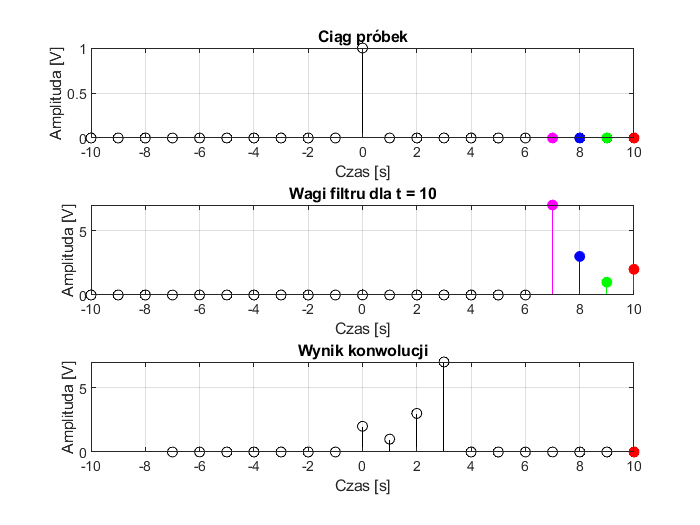 Ciąg próbek
Amplituda [V]
1
0.5
0
-10 -8 -6 -4 -2 0 2 4 6 8 10
Czas [s]
Wagi filtru dla t = 10
Amplituda [V]
5
0
-10 -8 -6 -4 -2 0 2 4 6 8 10
Czas [s]
Wynik konwolucji
Amplituda [V]
5
0
-10 -8 -6 -4 -2 0 2 4 6 8 10
Czas [s]